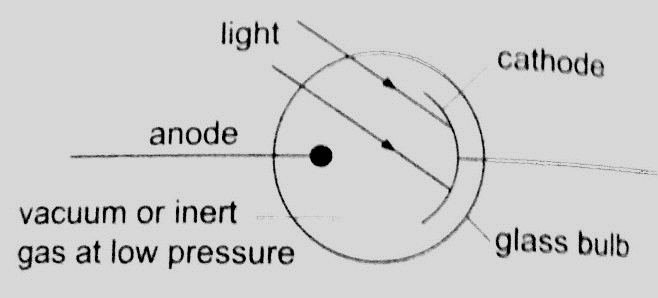 light
cathode
anode
vacuum or inert
gas at low pressure
glass bulb